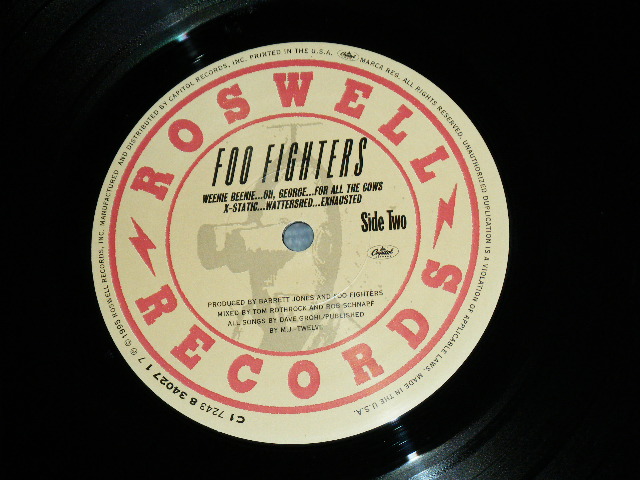 ROSWELL
RECORDS
FOO FIGHTERS
WEENIE BEENIE...OH, GEORGE...FOR ALL THE COWS
X-STATIC...WATTERSHED...EXHAUSTED
Side Two
Capitol
PRODUCED BY BARRETT JONES AND FOO FIGHTERS
MIXED BY TOM ROTHROCK AND ROB SCHNAPF
ALL SONGS BY DAVE GROHL/PUBLISHED
BY M.J. TWELVE
C1 7243 8 34027 1 7 ℗ © 1995 ROSWELL RECORDS, INC. MANUFACTURED AND DISTRIBUTED BY CAPITOL RECORDS, INC. PRINTED IN THE U.S.A. Capitol MARCA REG. ALL RIGHTS RESERVED. UNAUTHORIZED DUPLICATION IS A VIOLATION OF APPLICABLE LAWS. MADE IN THE U.S.A.